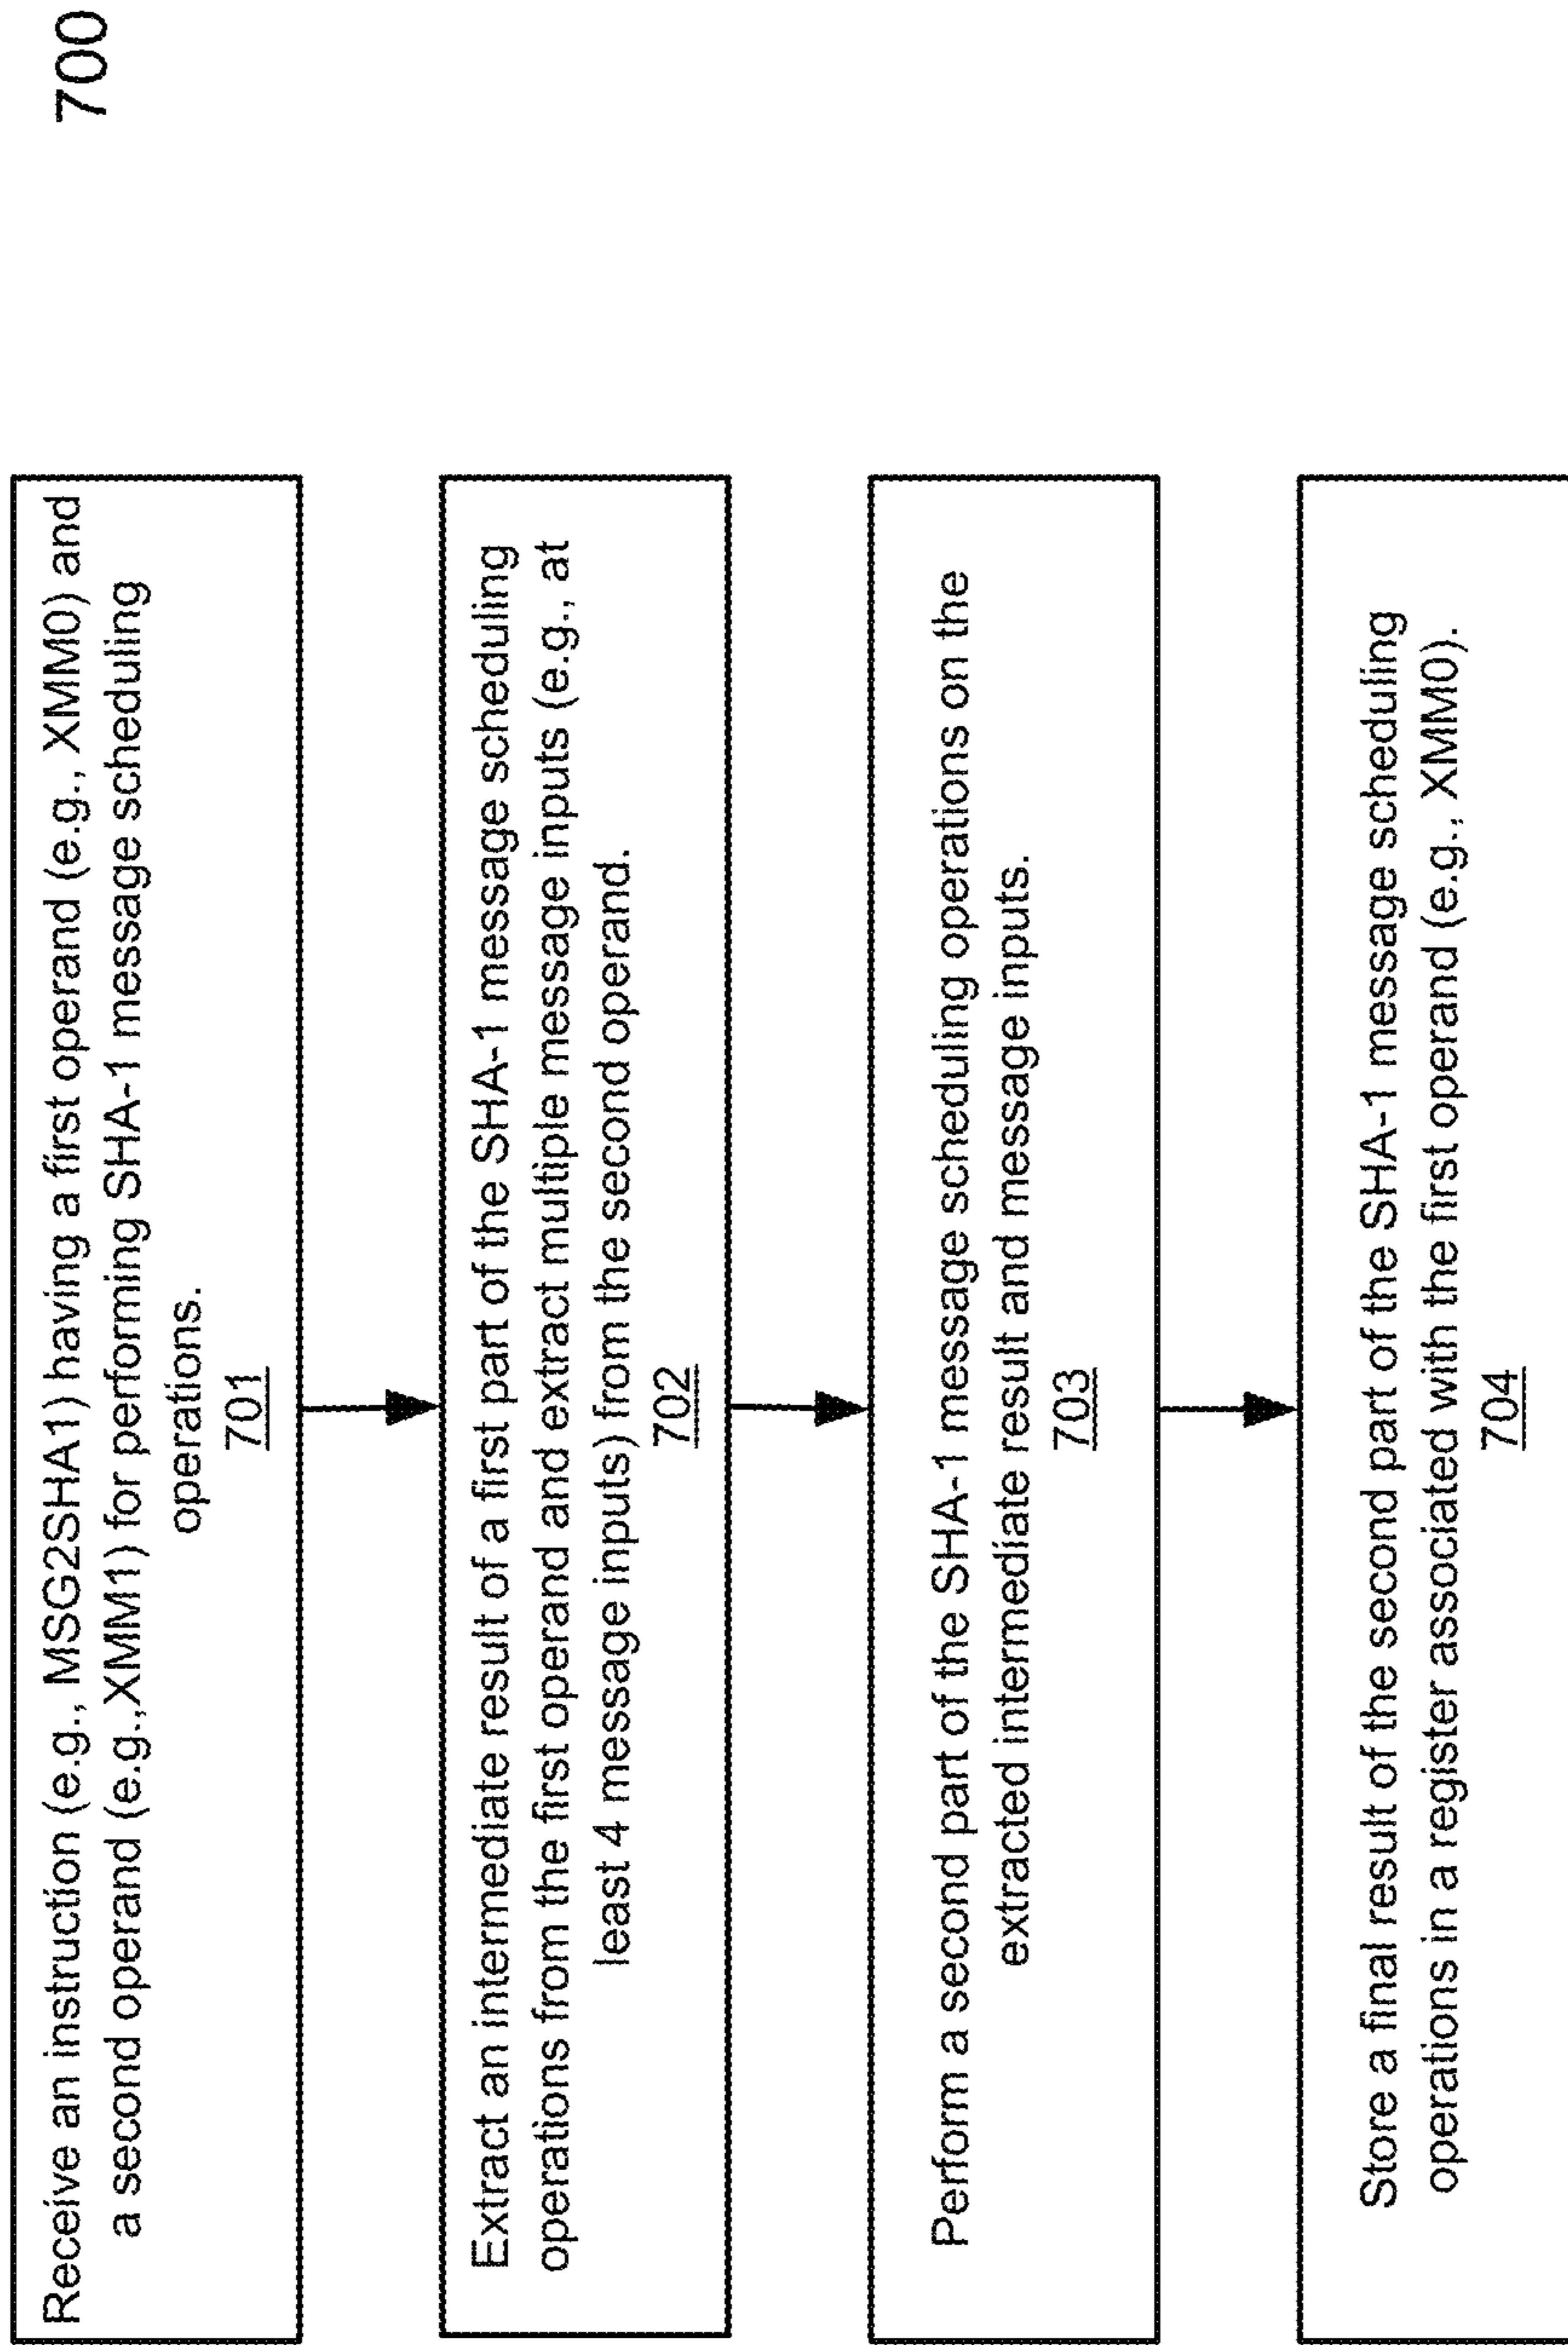 700
Receive an instruction (e.g., MSG2SHA1) having a first operand (e.g., XMM0) and
a second operand (e.g.,XMM1) for performing SHA-1 message scheduling
operations.
701
Extract an intermediate result of a first part of the SHA-1 message scheduling
operations from the first operand and extract multiple message inputs (e.g., at
least 4 message inputs) from the second operand.
702
Perform a second part of the SHA-1 message scheduling operations on the
extracted intermediate result and message inputs.
703
Store a final result of the second part of the SHA-1 message scheduling
operations in a register associated with the first operand (e.g., XMM0).
704